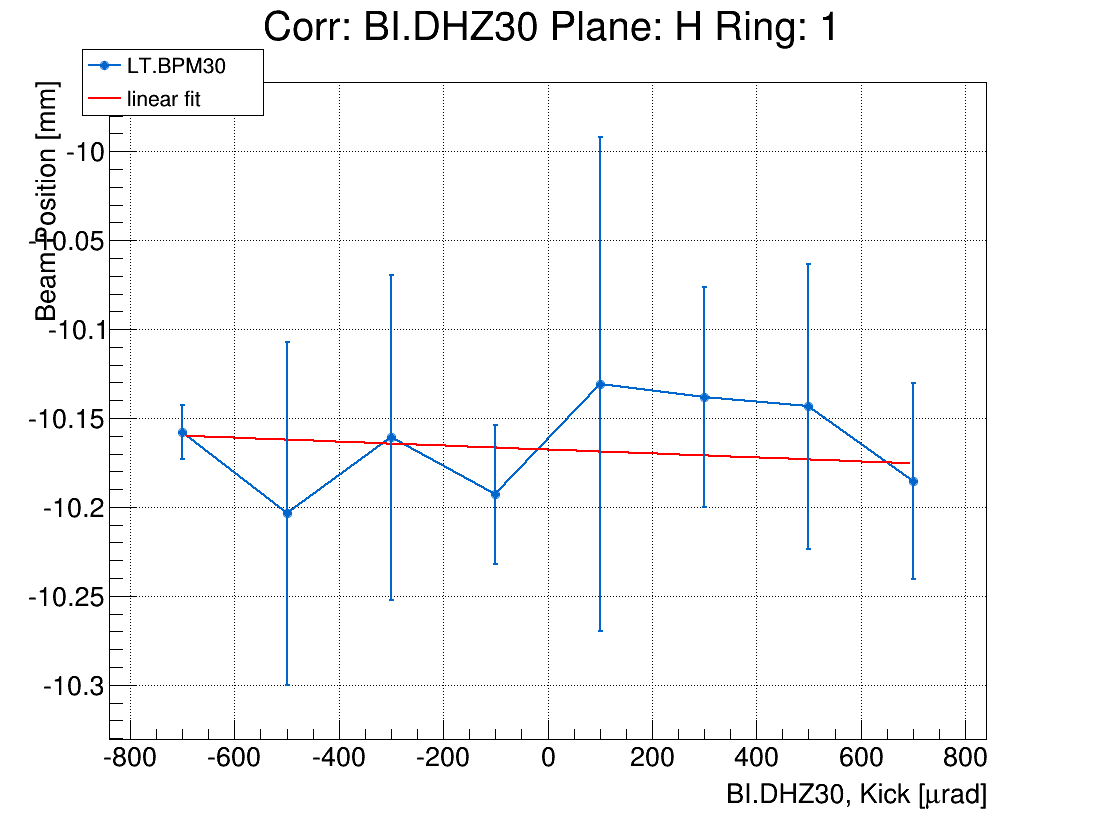 Corr: BI.DHZ30 Plane: H Ring: 1
LT.BPM30
linear fit
Beam Position [mm]
-10
-10.05
-10.1
-10.15
-10.2
-10.25
-10.3
-800 -600 -400 -200 0 200 400 600 800
BI.DHZ30, Kick [μrad]